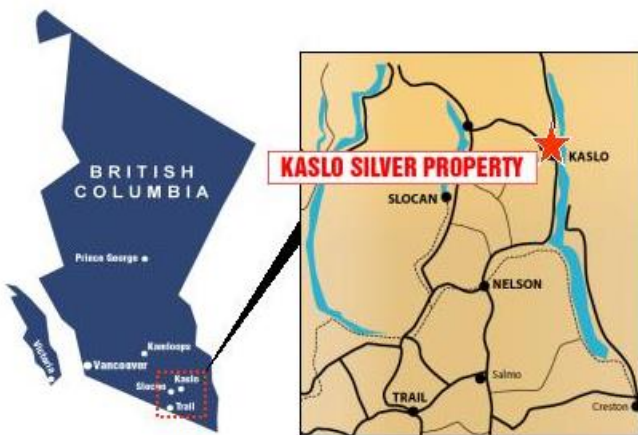 BRITISH
COLUMBIA
Prince George
Kamloops
Vancouver
Victoria
Slocan
Kaslo
Trail
KASLO SILVER PROPERTY
KASLO
SLOCAN
NELSON
Salmo
TRAIL
Creston